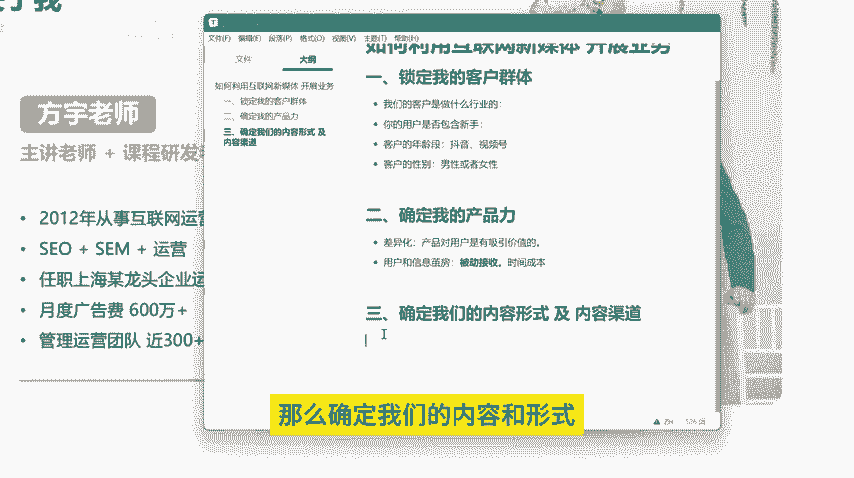 文件(F) 编辑(E) 段落(P) 格式(O) 视图(V) 主题(T) 帮助(H)
文件 大纲
如何利用互联网新媒体 开展业务
一、锁定我的客户群体
二、确定我的产品力
三、确定我们的内容形式 及
内容渠道
如何利用互联网新媒体 开展业务
一、锁定我的客户群体
我们的客户是做什么行业的：
你的用户是否包含新手：
客户的年龄段：抖音、视频号
客户的性别：男性或者女性
二、确定我的产品力
差异化：产品对用户是有吸引价值的。
用户和信息茧房：被动接收。时间成本
三、确定我们的内容形式 及 内容渠道
方宇老师
主讲老师 + 课程研发
2012年从事互联网运营
SEO + SEM + 运营
任职上海某龙头企业运
月度广告费 600万+
管理运营团队 近300+
那么确定我们的内容和形式